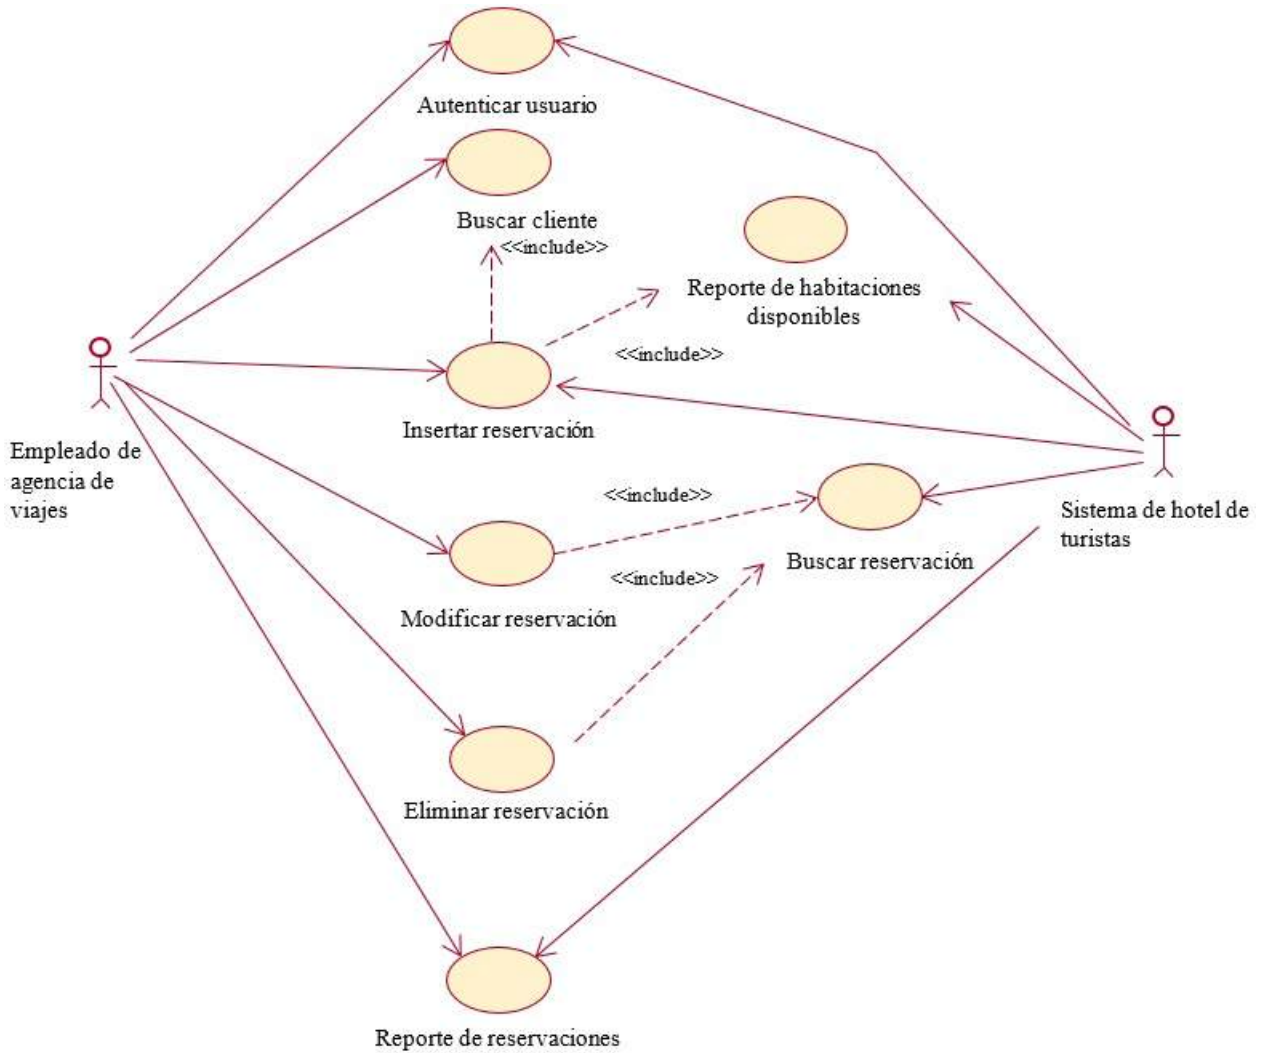 Autenticar usuario
Buscar cliente
<<include>>
Reporte de habitaciones
disponibles
<<include>>
Insertar reservación
Empleado de
agencia de
viajes
<<include>>
Sistema de hotel de
turistas
Buscar reservación
<<include>>
Modificar reservación
Eliminar reservación
Reporte de reservaciones